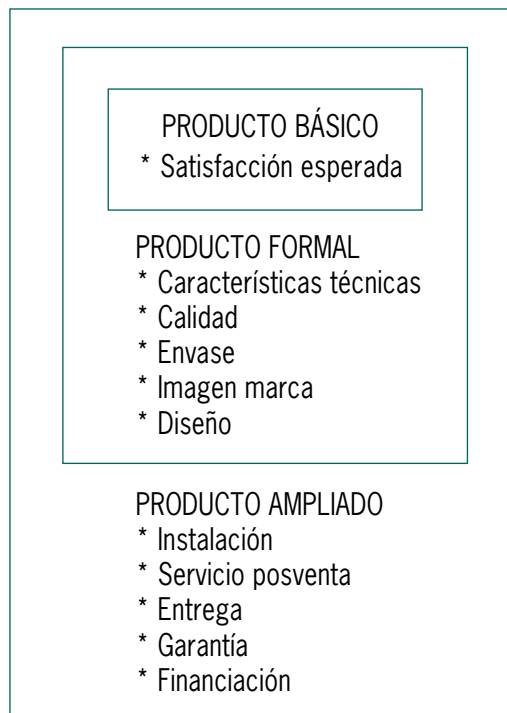 PRODUCTO BÁSICO
* Satisfacción esperada
PRODUCTO FORMAL
* Características técnicas
* Calidad
* Envase
* Imagen marca
* Diseño
PRODUCTO AMPLIADO
* Instalación
* Servicio posventa
* Entrega
* Garantía
* Financiación